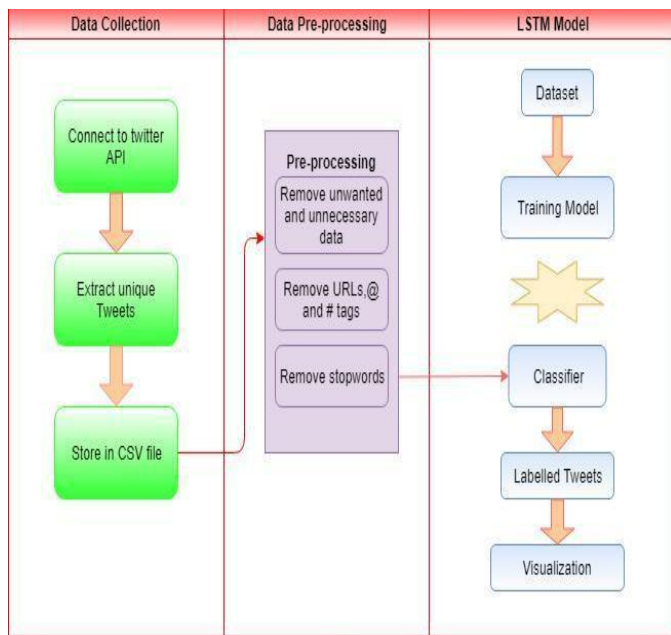 Data Collection
Data Pre-processing
LSTM Model
Connect to twitter
API
Extract unique
Tweets
Store in CSV file
Pre-processing
Remove unwanted
and unnecessary
data
Remove URLs,@
and # tags
Remove stopwords
Dataset
Training Model
Classifier
Labelled Tweets
Visualization